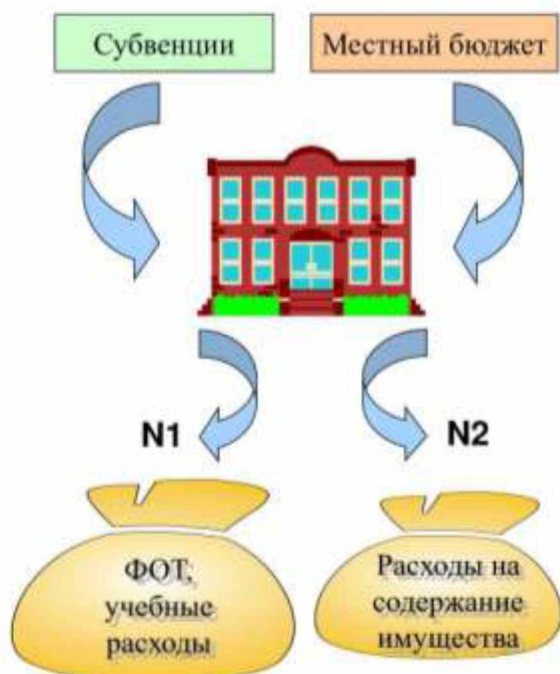 Субвенции
Местный бюджет
N1
N2
ФОТ,
учебные
расходы
Расходы на
содержание
имущества